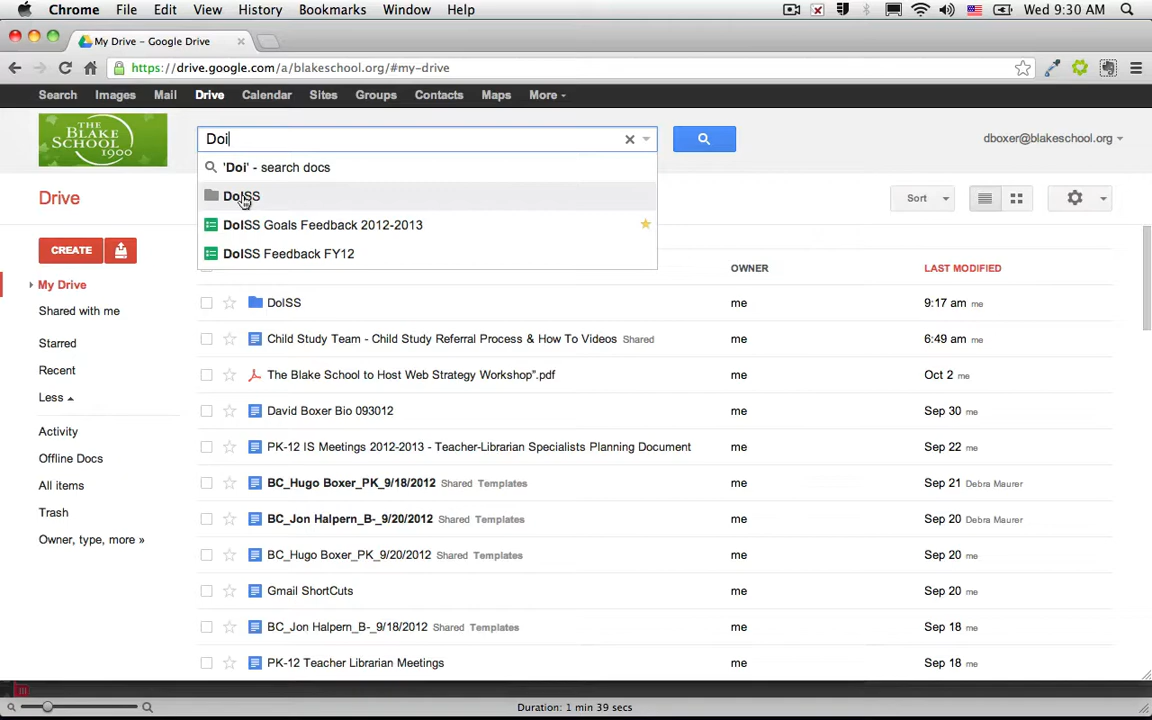 Chrome File Edit View History Bookmarks Window Help Wed 9:30 AM
My Drive – Google Drive
https://drive.google.com/a/blakeschool.org/#my-drive
Search Images Mail Drive Calendar Sites Groups Contacts Maps More
THE BLAKE SCHOOL 1900
Doi
dboxer@blakeschool.org
'Doi' - search docs
DoISS
DoISS Goals Feedback 2012-2013
DoISS Feedback FY12
Drive
Sort
CREATE
My Drive
Shared with me
Starred
Recent
Less
Activity
Offline Docs
All items
Trash
Owner, type, more »
OWNER LAST MODIFIED
DoISS me 9:17 am me
Child Study Team - Child Study Referral Process & How To Videos Shared me 6:49 am me
The Blake School to Host Web Strategy Workshop”.pdf me Oct 2 me
David Boxer Bio 093012 me Sep 30 me
PK-12 IS Meetings 2012-2013 - Teacher-Librarian Specialists Planning Document me Sep 22 me
BC_Hugo Boxer_PK_9/18/2012 Shared Templates me Sep 21 Debra Maurer
BC_Jon Halpern_B-_9/20/2012 Shared Templates me Sep 20 Debra Maurer
BC_Hugo Boxer_PK_9/20/2012 Shared Templates me Sep 20 me
Gmail ShortCuts me Sep 20 me
BC_Jon Halpern_B-_9/18/2012 Shared Templates me Sep 18 me
PK-12 Teacher Librarian Meetings me Sep 18 me
Duration: 1 min 39 secs